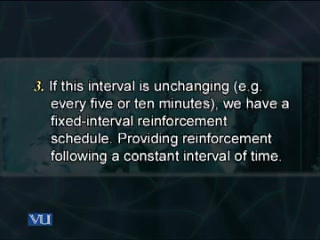 3. If this interval is unchanging (e.g.
every five or ten minutes), we have a
fixed-interval reinforcement
schedule. Providing reinforcement
following a constant interval of time.
VU